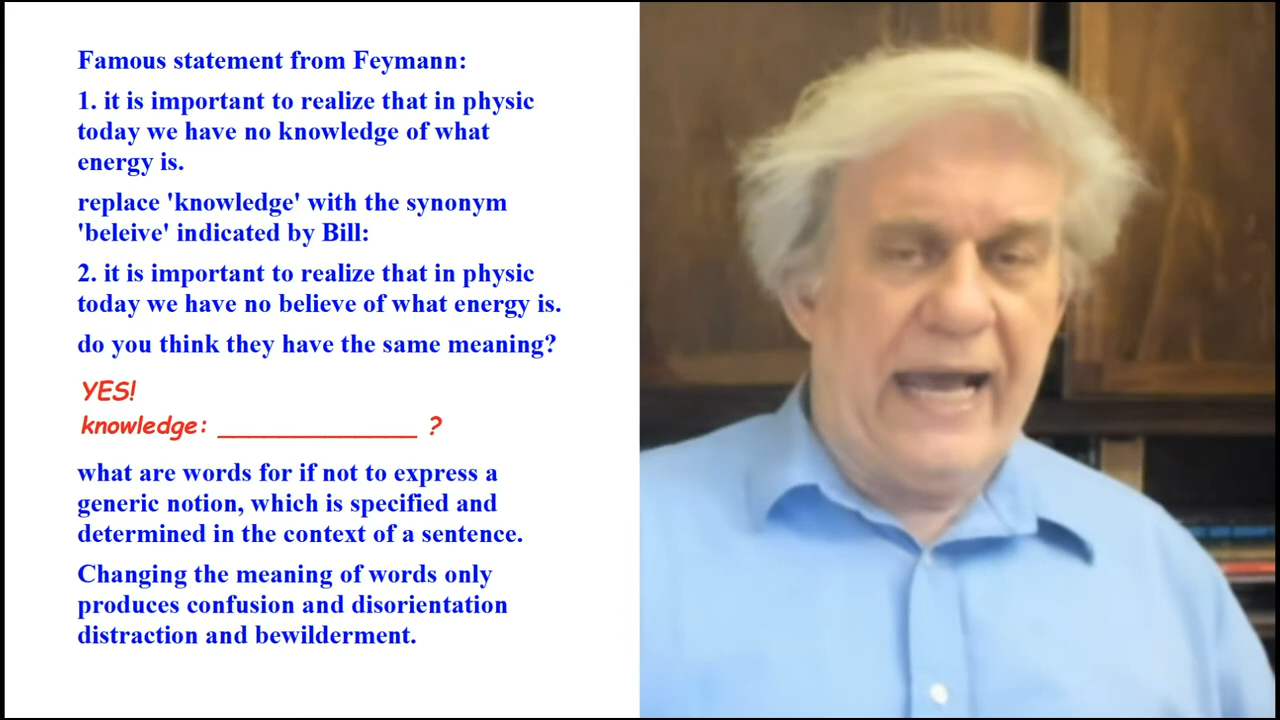 Famous statement from Feymann:
1. it is important to realize that in physic
today we have no knowledge of what
energy is.
replace 'knowledge' with the synonym
'beleive' indicated by Bill:
2. it is important to realize that in physic
today we have no believe of what energy is.
do you think they have the same meaning?
YES!
knowledge: ______________ ?
what are words for if not to express a
generic notion, which is specified and
determined in the context of a sentence.
Changing the meaning of words only
produces confusion and disorientation
distraction and bewilderment.